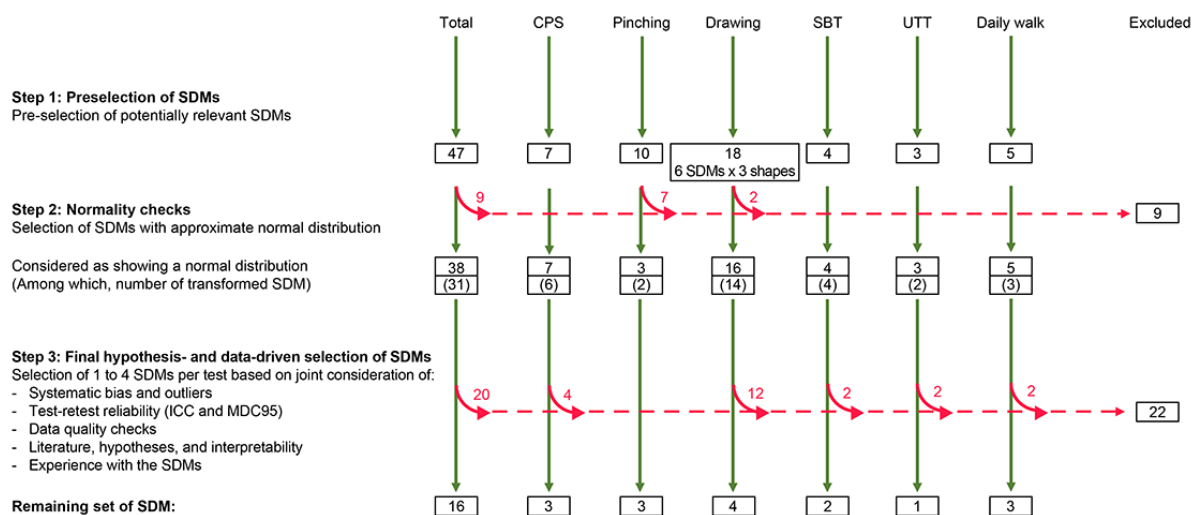 Total CPS Pinching Drawing SBT UTT Daily walk Excluded
Step 1: Preselection of SDMs
Pre-selection of potentially relevant SDMs
47 7 10 18 4 3 5
6 SDMs x 3 shapes
9 7 2
Step 2: Normality checks
Selection of SDMs with approximate normal distribution
9
Considered as showing a normal distribution
38 7 3 16 4 3 5
(Among which, number of transformed SDM)
(31) (6) (2) (14) (4) (2) (3)
Step 3: Final hypothesis- and data-driven selection of SDMs
Selection of 1 to 4 SDMs per test based on joint consideration of:
- Systematic bias and outliers
20 4 12 2 2 2
- Test-retest reliability (ICC and MDC95)
22
- Data quality checks
- Literature, hypotheses, and interpretability
- Experience with the SDMs
Remaining set of SDM:
16 3 3 4 2 1 3